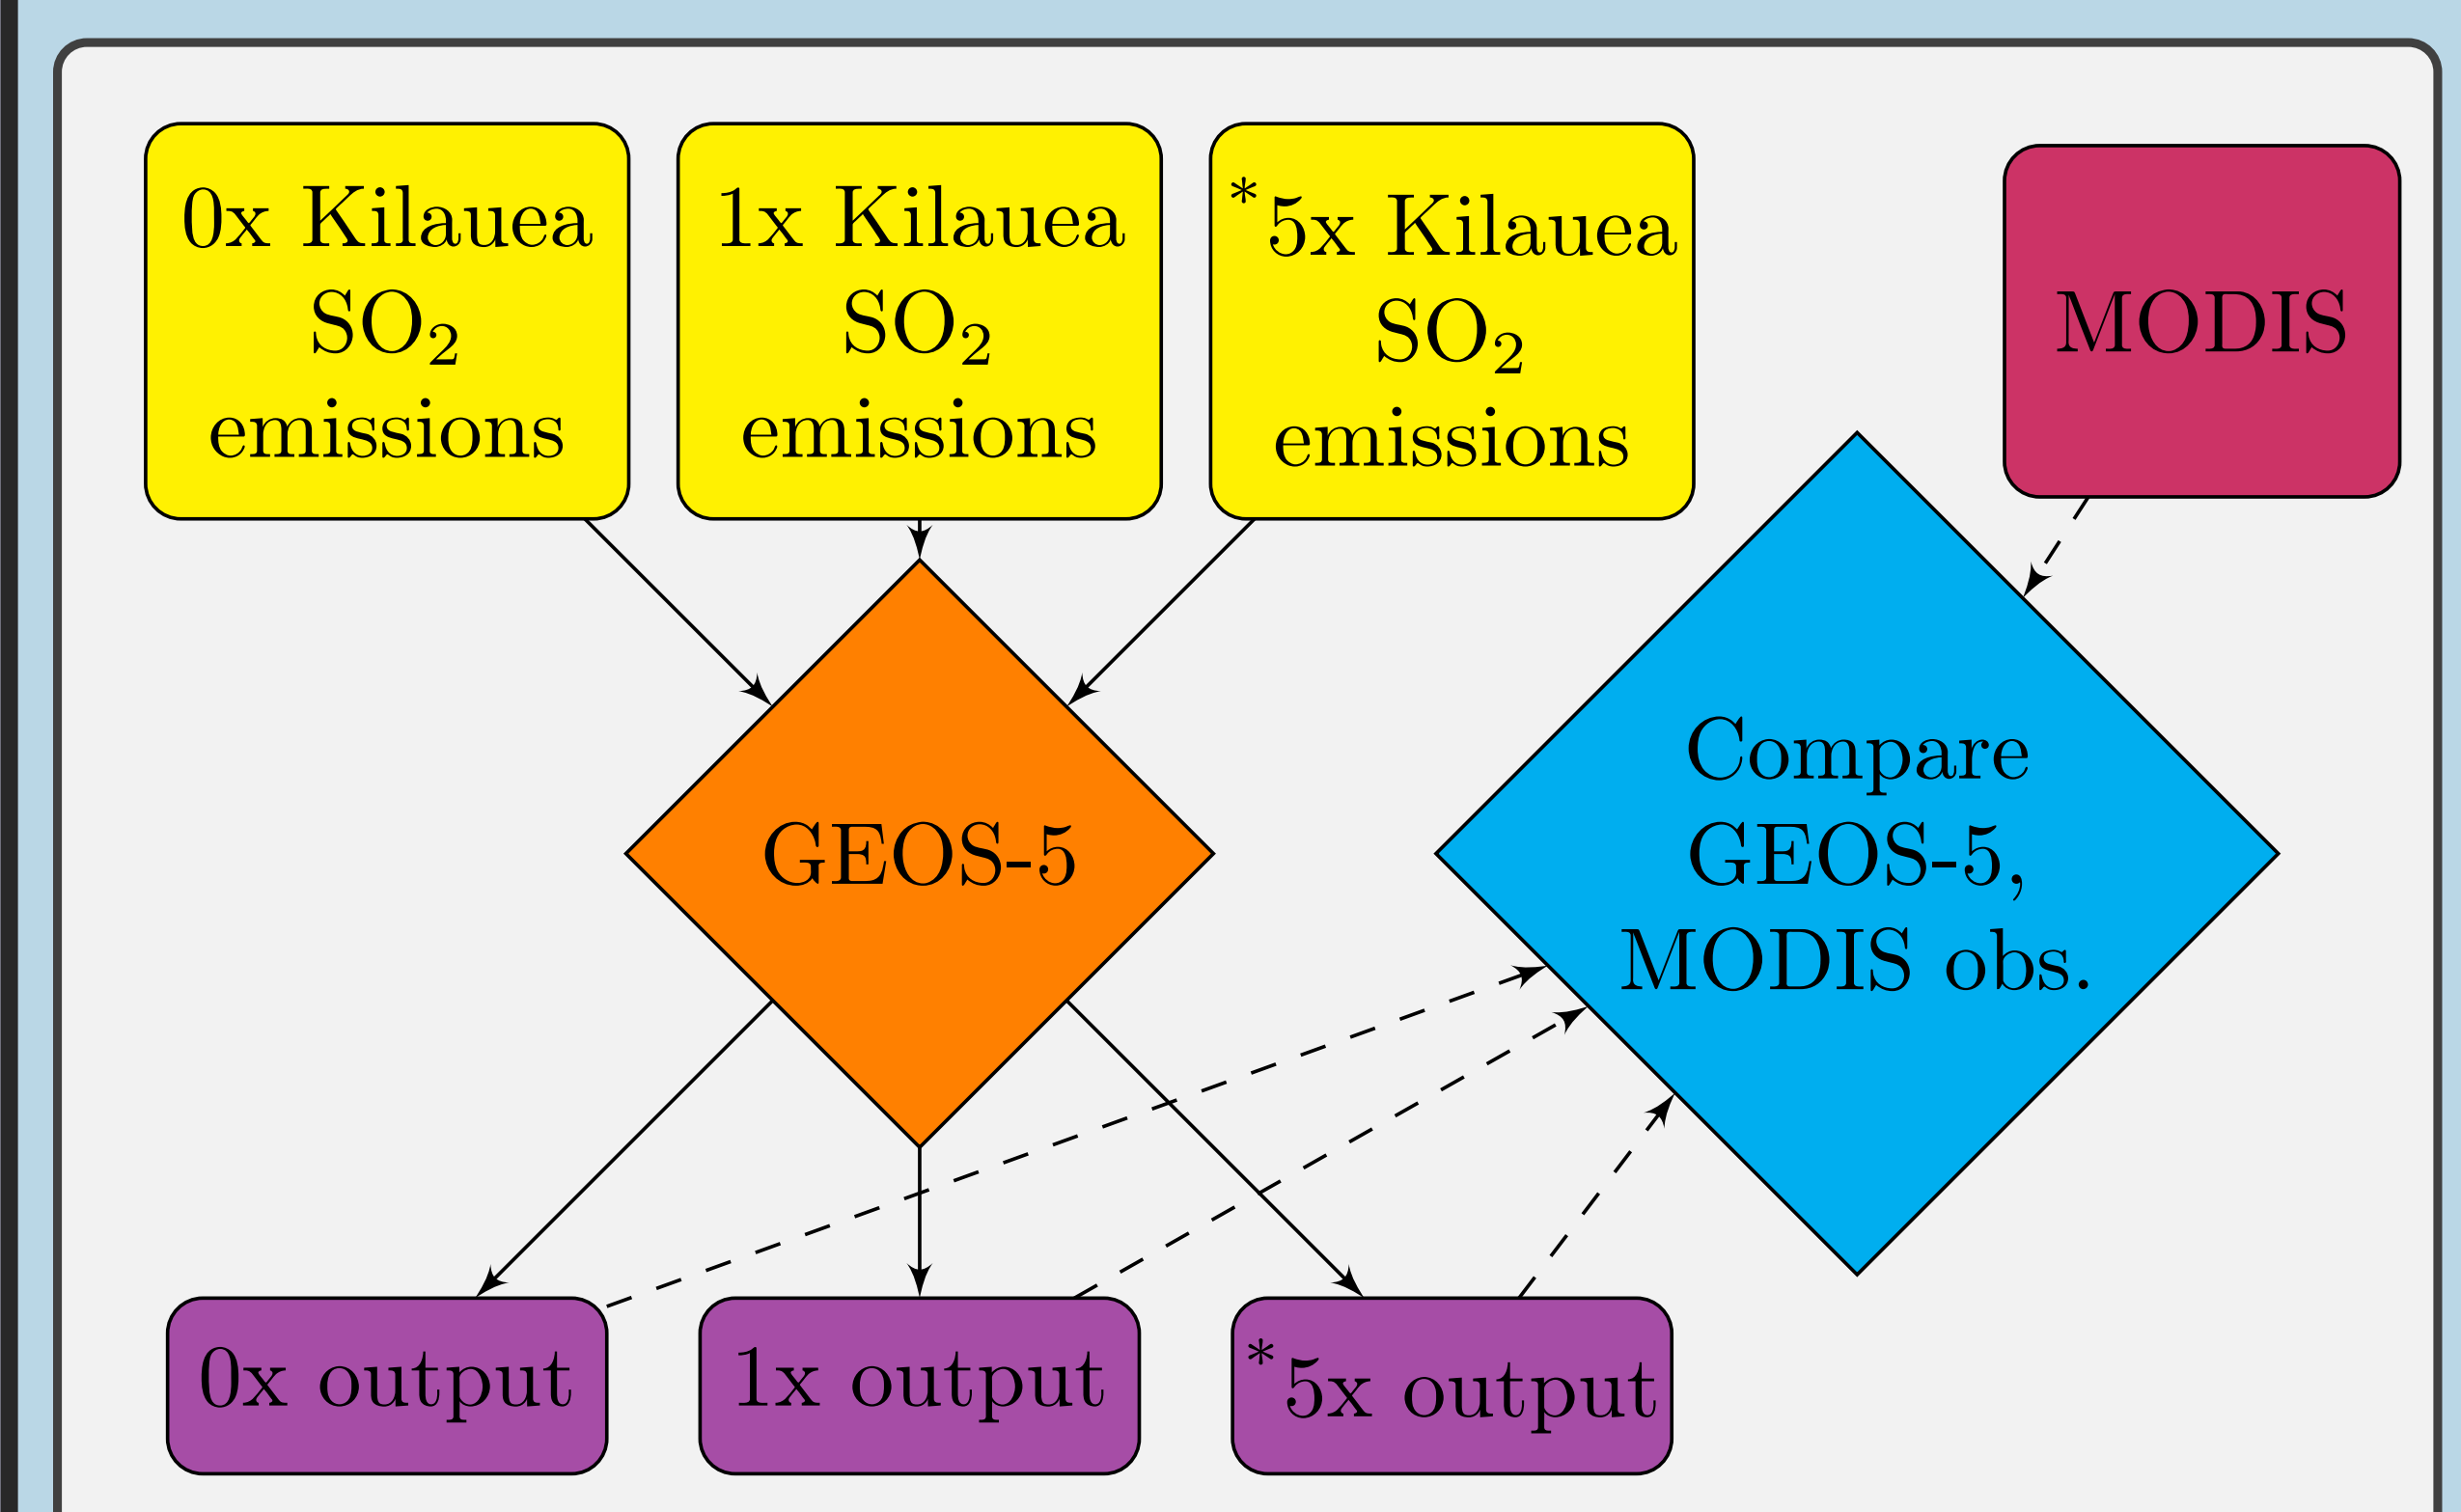 0x Kilauea
SO₂
emissions
1x Kilauea
SO₂
emissions
*5x Kilauea
SO₂
emissions
MODIS
GEOS-5
Compare
GEOS-5,
MODIS obs.
0x output
1x output
*5x output